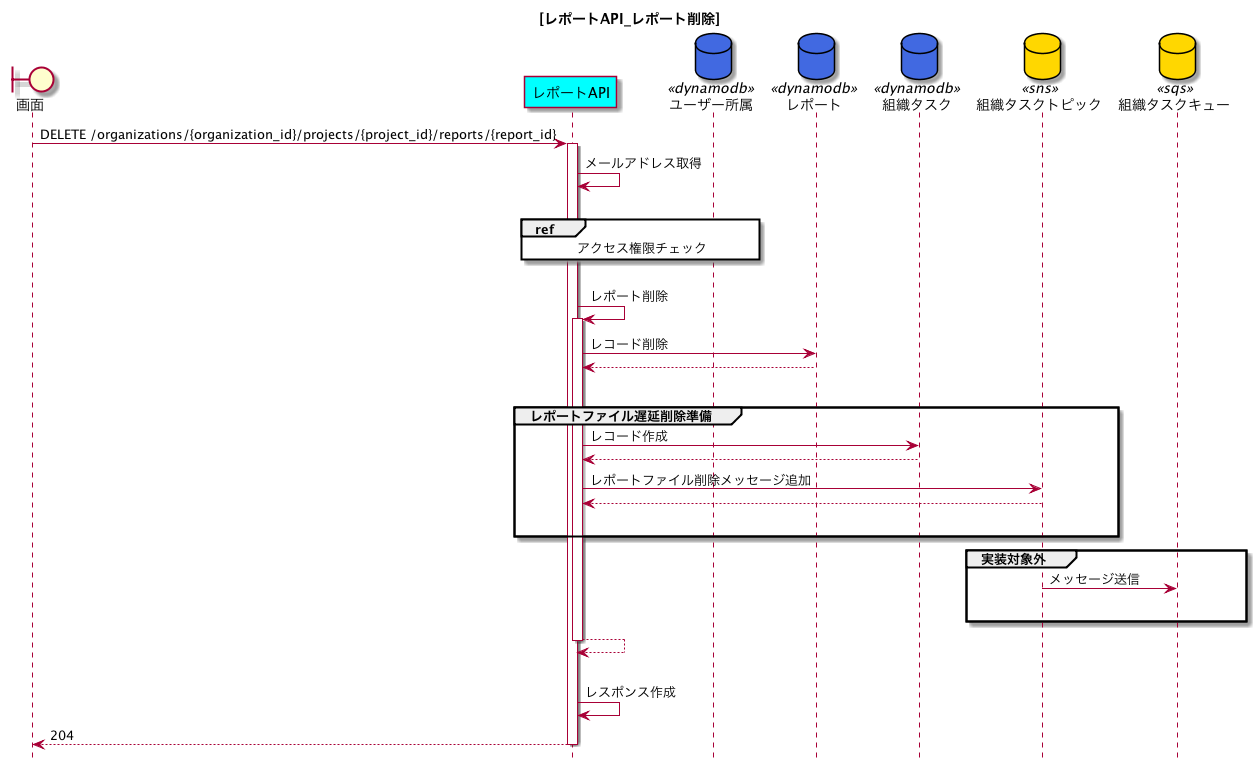 [レポートAPI_レポート削除]
画面
レポートAPI
«dynamodb»
ユーザー所属
«dynamodb»
レポート
«dynamodb»
組織タスク
«sns»
組織タスクトピック
«sqs»
組織タスクキュー
DELETE /organizations/{organization_id}/projects/{project_id}/reports/{report_id}
メールアドレス取得
ref
アクセス権限チェック
レポート削除
レコード削除
レポートファイル遅延削除準備
レコード作成
レポートファイル削除メッセージ追加
実装対象外
メッセージ送信
レスポンス作成
204